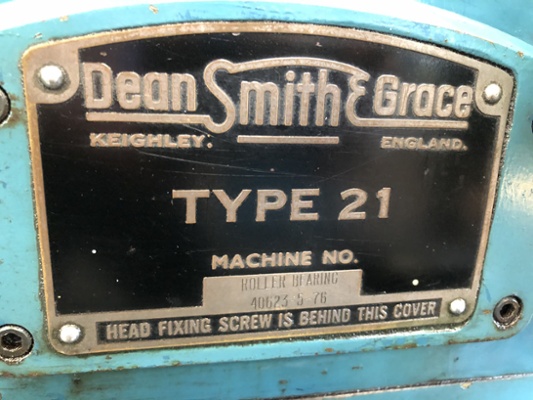 Dean Smith & Grace
KEIGHLEY. ENGLAND.
TYPE 21
MACHINE NO.
ROLLER BEARING
40623 5 76
HEAD FIXING SCREW IS BEHIND THIS COVER